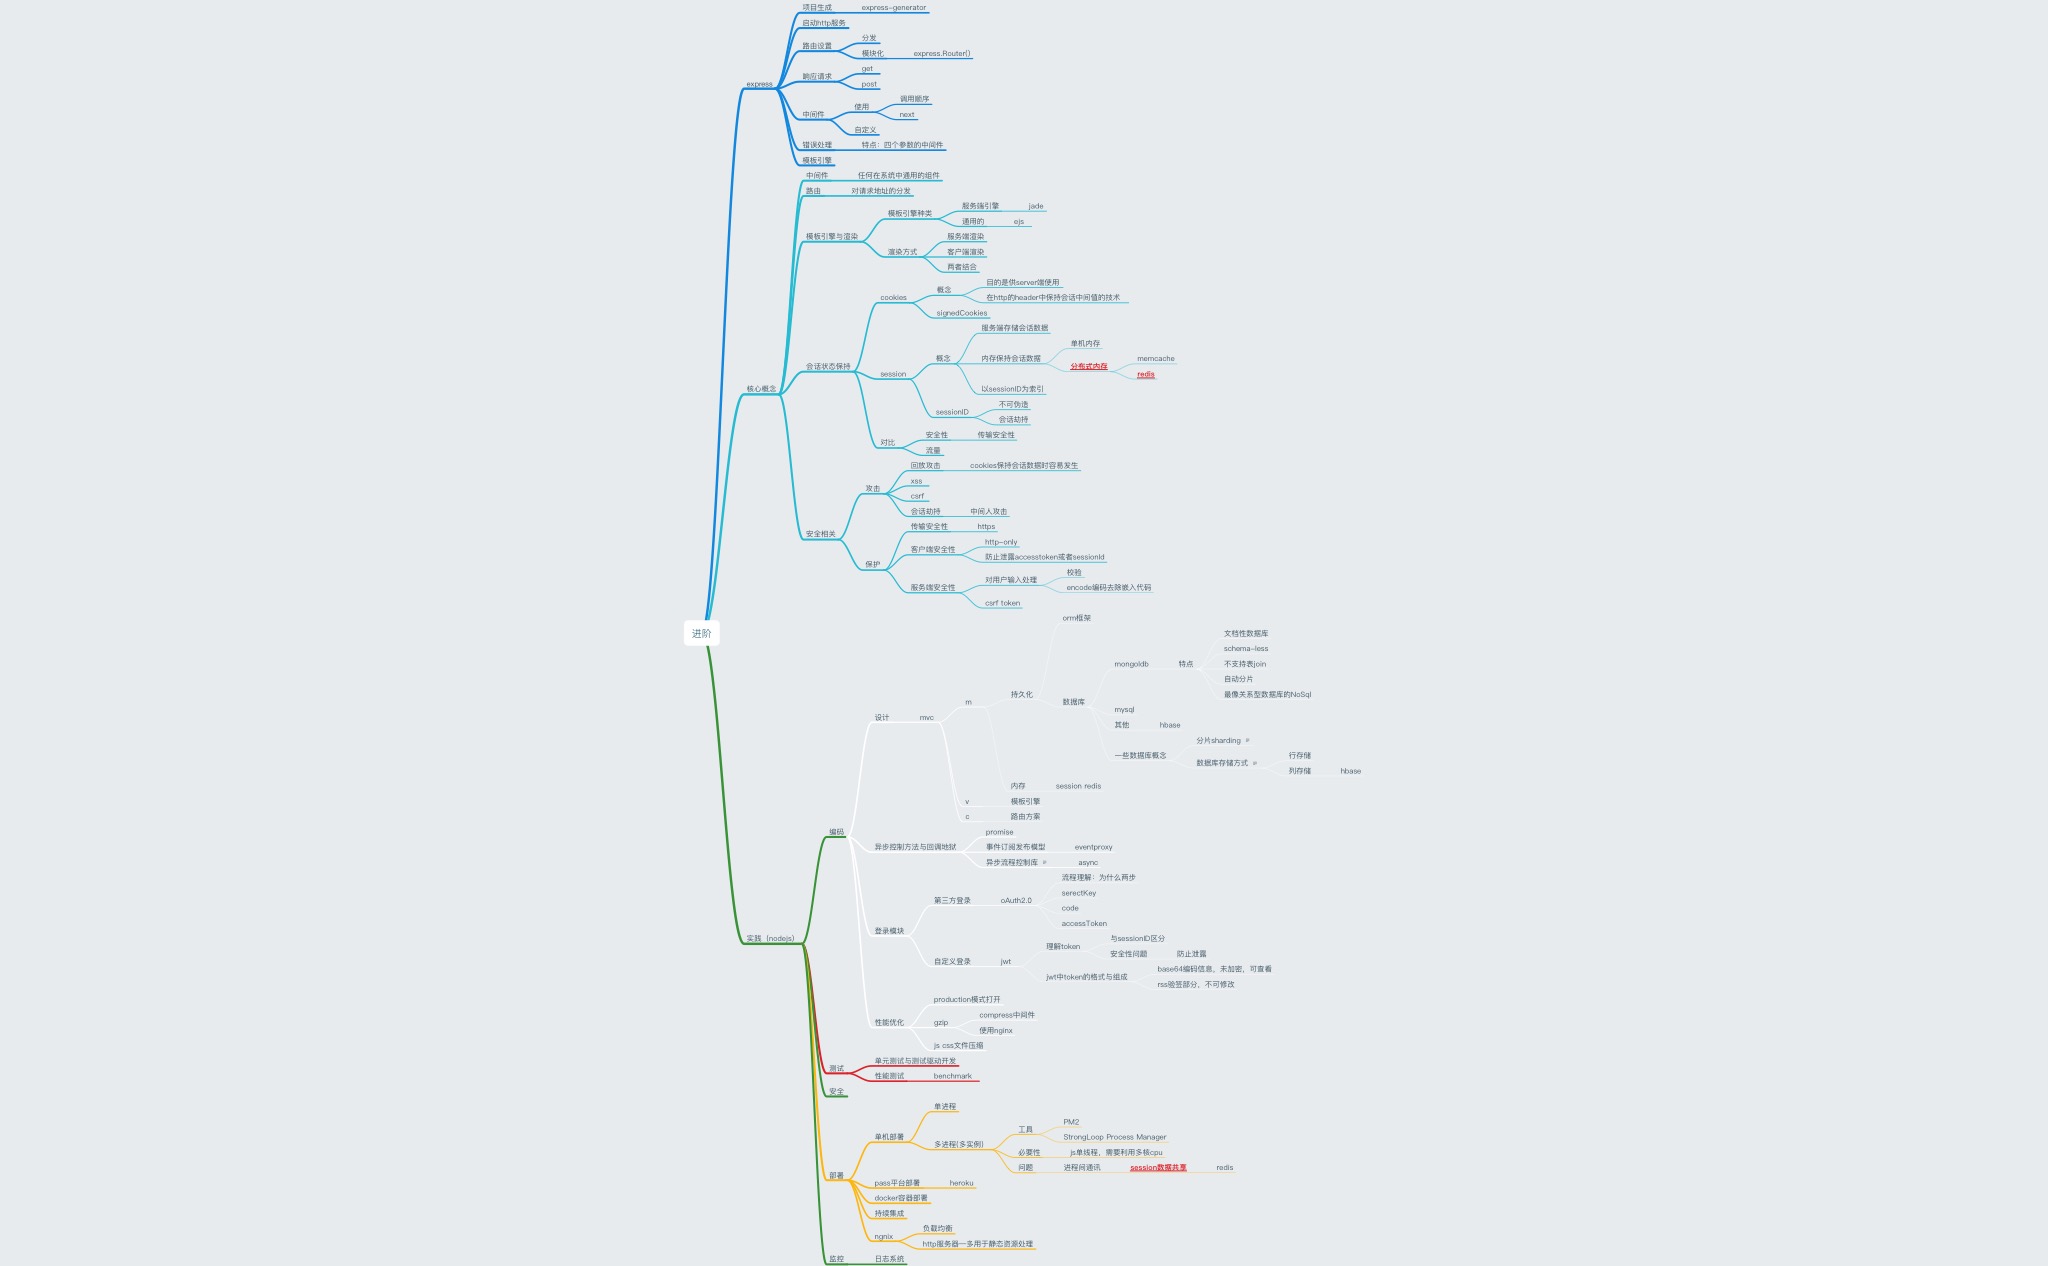 进阶
express
项目生成
express-generator
启动http服务
路由设置
分发
模块化
express.Router()
响应请求
get
post
中间件
使用
调用顺序
next
自定义
错误处理
特点：四个参数的中间件
模板引擎
核心概念
中间件
任何在系统中通用的组件
路由
对请求地址的分发
模板引擎与渲染
模板引擎种类
服务端引擎
jade
通用的
ejs
渲染方式
服务端渲染
客户端渲染
两者结合
会话状态保持
cookies
概念
目的是供server端使用
在http的header中保持会话中间值的技术
signedCookies
session
概念
服务端存储会话数据
内存保持会话数据
单机内存
分布式内存
memcache
redis
以sessionID为索引
sessionID
不可伪造
会话劫持
对比
安全性
传输安全性
流量
安全相关
攻击
回放攻击
cookies保持会话数据时容易发生
xss
csrf
会话劫持
中间人攻击
保护
传输安全性
https
客户端安全性
http-only
防止泄露accesstoken或者sessionId
服务端安全性
对用户输入处理
校验
encode编码去除嵌入代码
csrf token
实践（nodejs）
编码
设计
mvc
m
持久化
orm框架
数据库
mongoldb
特点
文档性数据库
schema-less
不支持表join
自动分片
最像关系型数据库的NoSql
mysql
其他
hbase
一些数据库概念
分片sharding
数据库存储方式
行存储
列存储
hbase
内存
session redis
v
模板引擎
c
路由方案
异步控制方法与回调地狱
promise
事件订阅发布模型
eventproxy
异步流程控制库
async
登录模块
第三方登录
oAuth2.0
流程理解：为什么两步
serectKey
code
accessToken
自定义登录
jwt
理解token
与sessionID区分
安全性问题
防止泄露
jwt中token的格式与组成
base64编码信息，未加密，可查看
rss验签部分，不可修改
性能优化
production模式打开
gzip
compress中间件
使用nginx
js css文件压缩
测试
单元测试与测试驱动开发
性能测试
benchmark
安全
部署
单机部署
单进程
多进程(多实例)
工具
PM2
StrongLoop Process Manager
必要性
js单线程，需要利用多核cpu
问题
进程间通讯
session数据共享
redis
pass平台部署
heroku
docker容器部署
持续集成
ngnix
负载均衡
http服务器—多用于静态资源处理
监控
日志系统